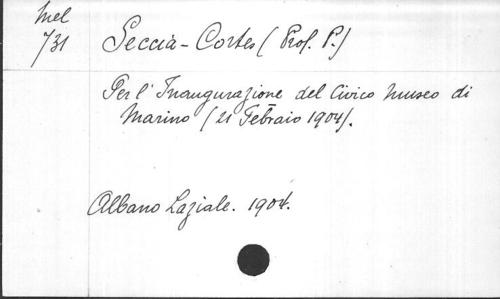 Mel
731
Seccia-Cortes (Prof. P.)
Per l'Inaugurazione del Civico Museo di
Marino (21 Febraio 1904).
Albano Laziale. 1904.